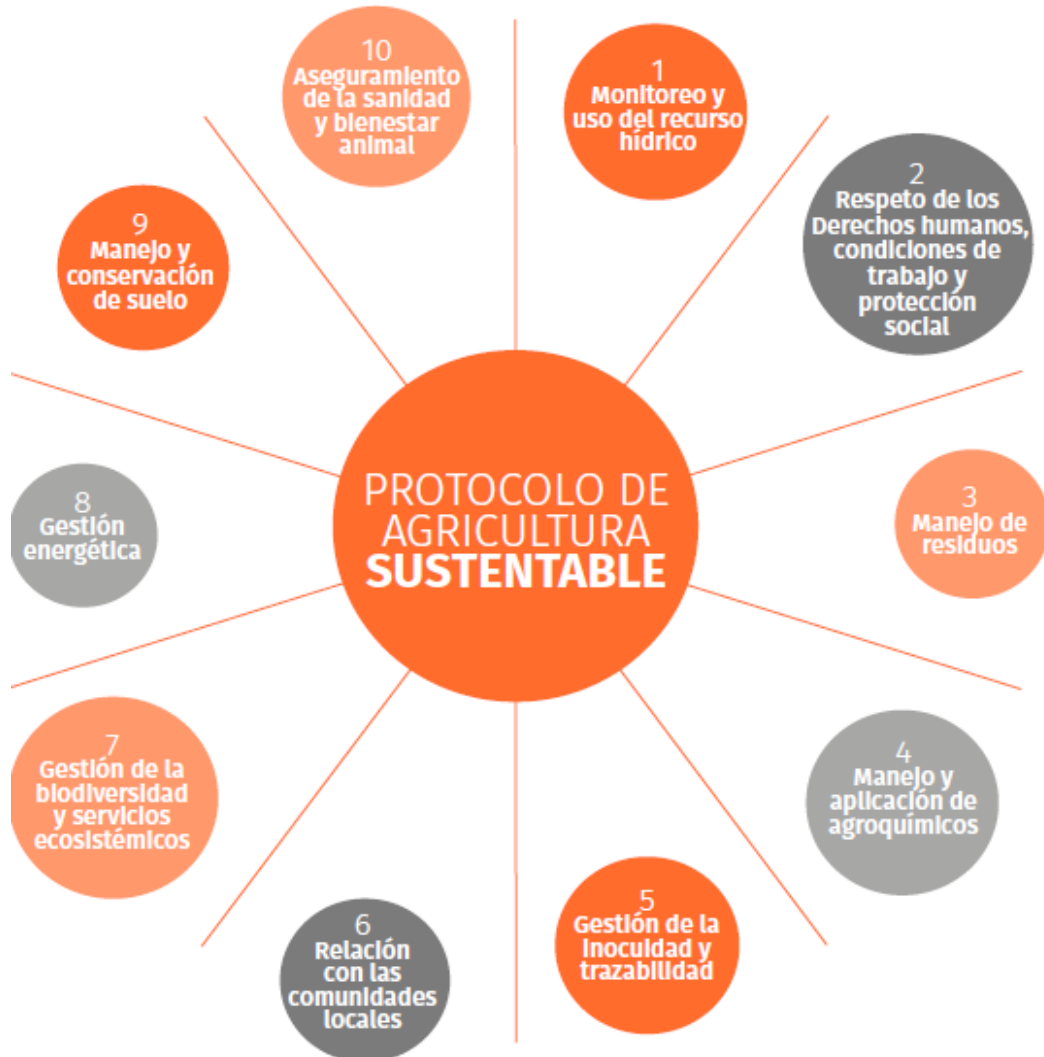 PROTOCOLO DE
AGRICULTURA
SUSTENTABLE
1
Monitoreo y
uso del recurso
hídrico
2
Respeto de los
Derechos humanos,
condiciones de
trabajo y
protección
social
3
Manejo de
residuos
4
Manejo y
aplicación de
agroquímicos
5
Gestión de la
inocuidad y
trazabilidad
6
Relación
con las
comunidades
locales
7
Gestión de la
biodiversidad
y servicios
ecosistémicos
8
Gestión
energética
9
Manejo y
conservación
de suelo
10
Aseguramiento
de la sanidad
y bienestar
animal